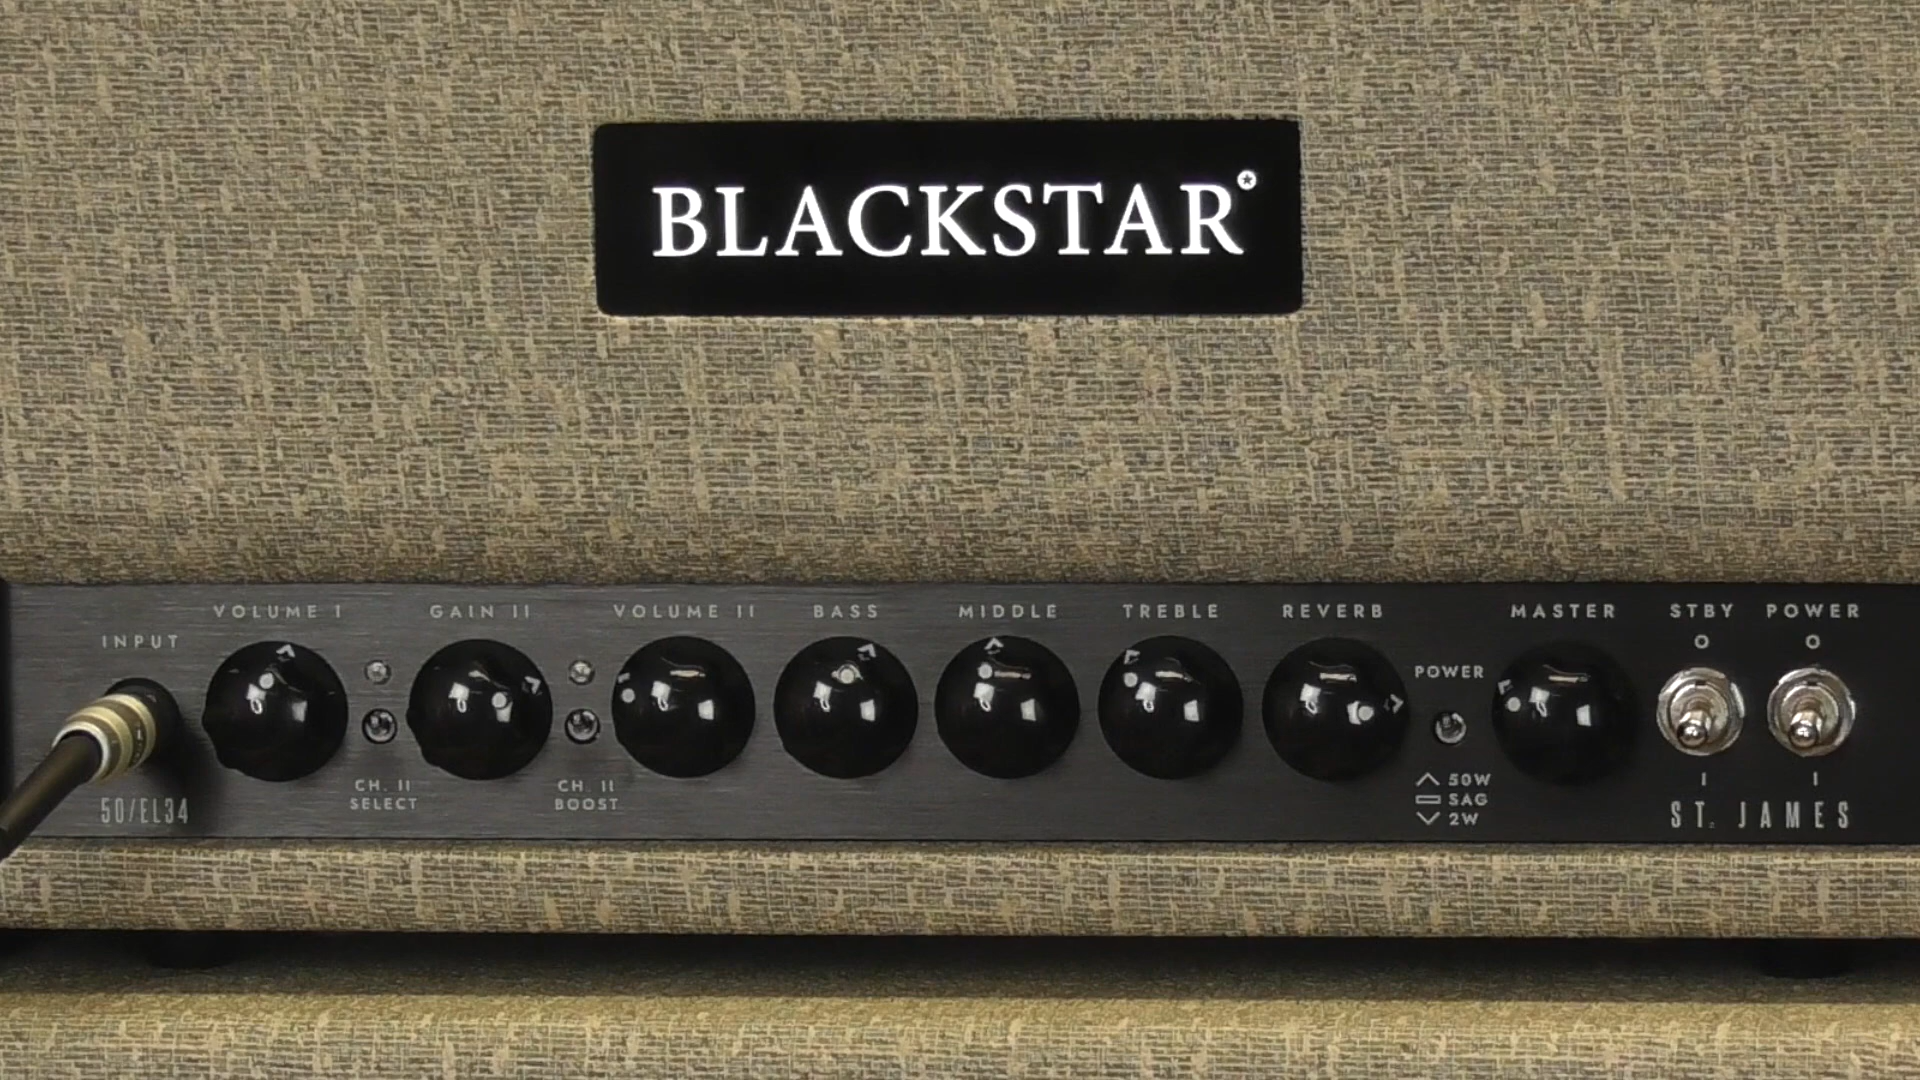 BLACKSTAR
VOLUME I
GAIN II
VOLUME II
BASS
MIDDLE
TREBLE
REVERB
MASTER
STBY
POWER
INPUT
O
O
POWER
CH. II
SELECT
CH. II
BOOST
50W
SAG
2W
I
I
50/EL34
ST. JAMES